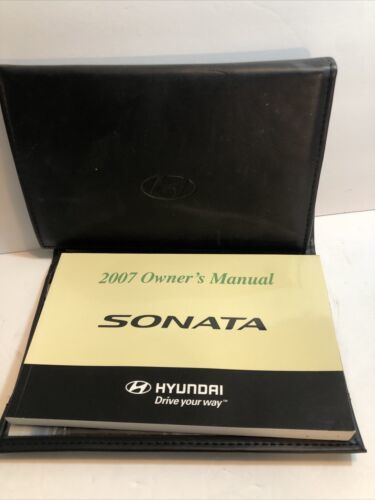 2007 Owner's Manual
SONATA
HYUNDAI
Drive your way™